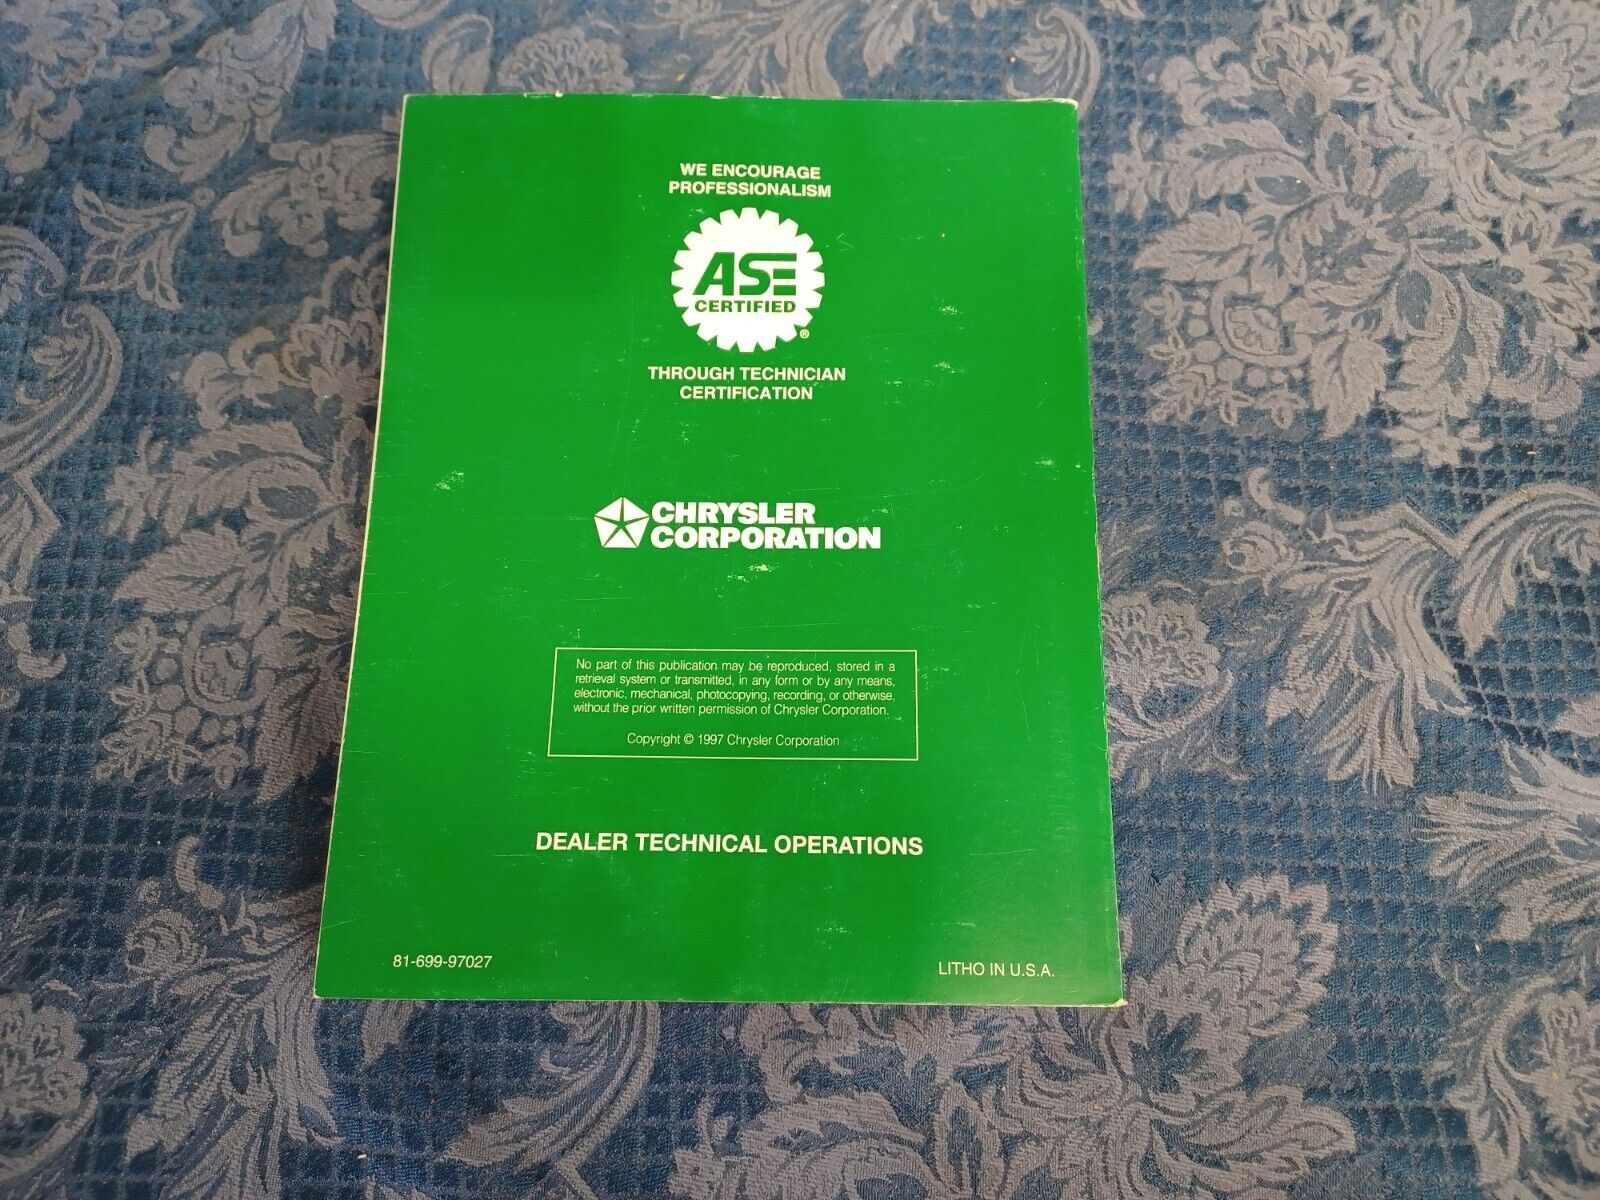 WE ENCOURAGE
PROFESSIONALISM
ASE
CERTIFIED
®
THROUGH TECHNICIAN
CERTIFICATION
CHRYSLER
CORPORATION
No part of this publication may be reproduced, stored in a
retrieval system or transmitted, in any form or by any means,
electronic, mechanical, photocopying, recording, or otherwise,
without the prior written permission of Chrysler Corporation.
Copyright © 1997 Chrysler Corporation
DEALER TECHNICAL OPERATIONS
81-699-97027
LITHO IN U.S.A.